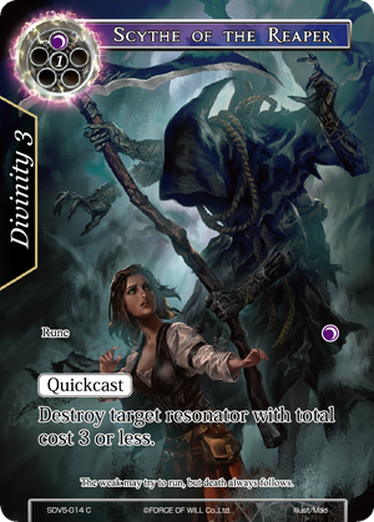 Scythe of the Reaper
1
Divinity 3
Rune
Quickcast
Destroy target resonator with total
cost 3 or less.
The weak may try to run, but death always follows.
SDV5-014 C ©FORCE OF WILL Co.,Ltd. Illust/Mad